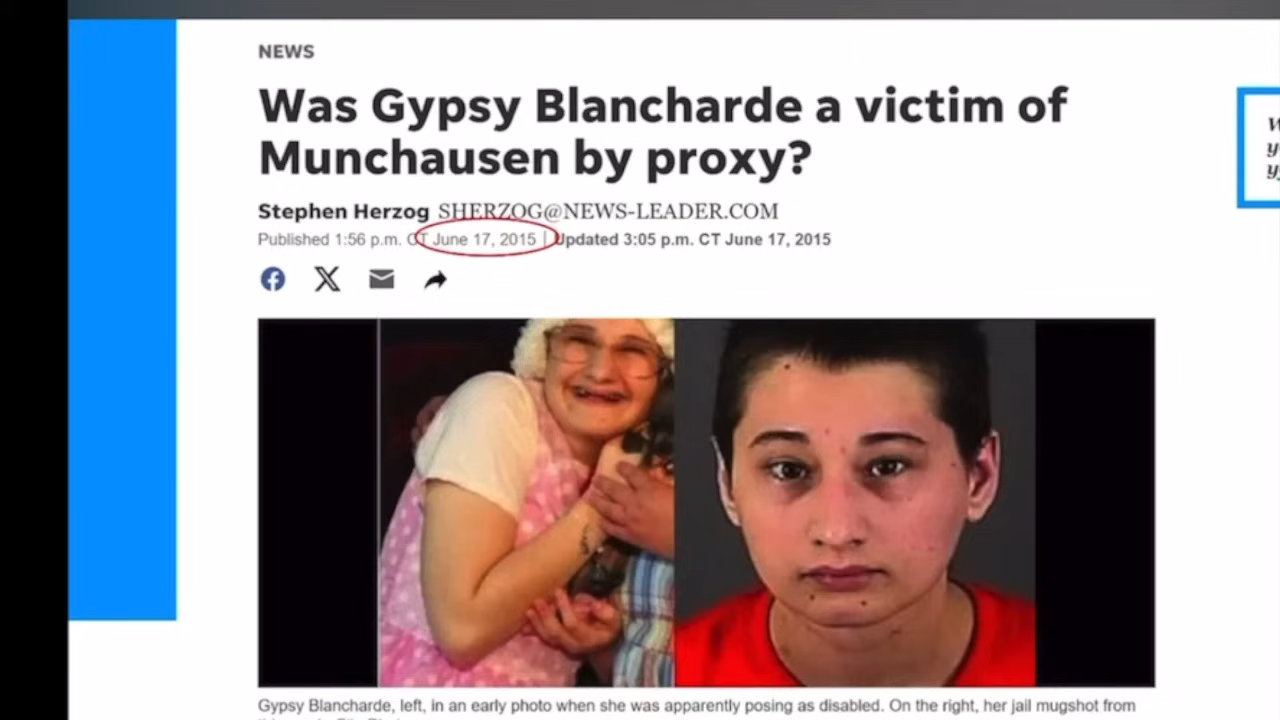 NEWS
Was Gypsy Blancharde a victim of
Munchausen by proxy?
Stephen Herzog SHERZOG@NEWS-LEADER.COM
Published 1:56 p.m. CT June 17, 2015 | Updated 3:05 p.m. CT June 17, 2015
Gypsy Blancharde, left, in an early photo when she was apparently posing as disabled. On the right, her jail mugshot from